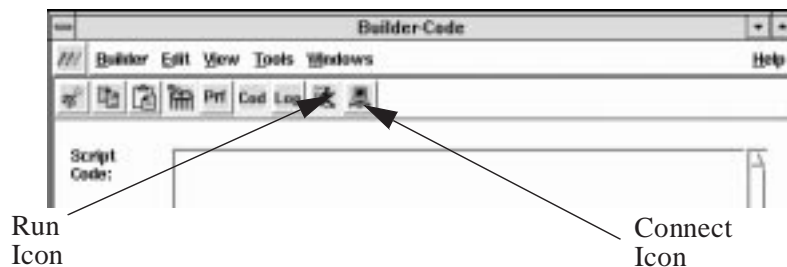 Builder-Code
Builder Edit View Tools Windows Help
Prf Cod Log
Script
Code:
Run
Icon
Connect
Icon